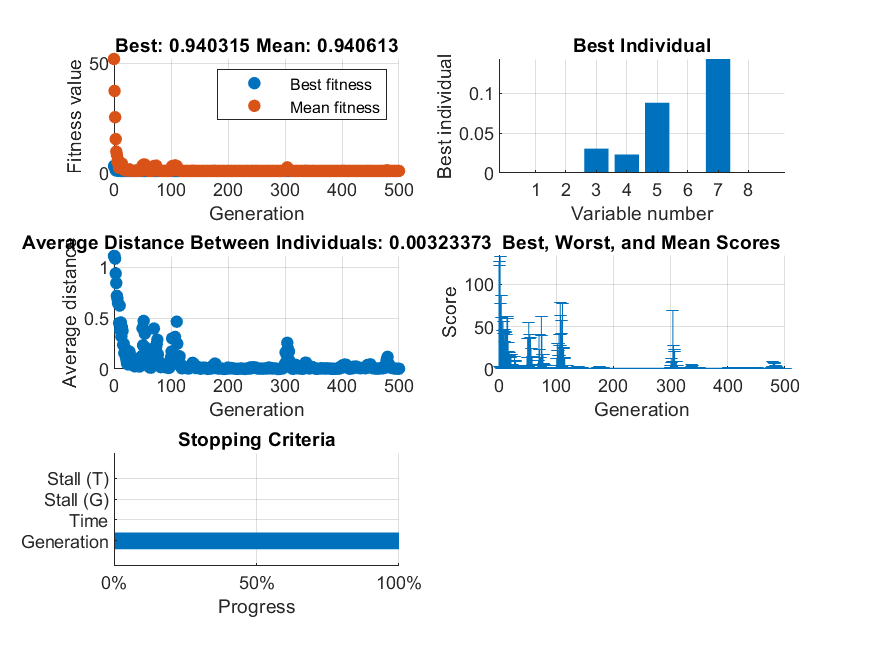 Best: 0.940315 Mean: 0.940613
Fitness value
50
0
Best fitness
Mean fitness
0 100 200 300 400 500
Generation
Best Individual
Best individual
0.1
0.05
0
1 2 3 4 5 6 7 8
Variable number
Average Distance Between Individuals: 0.00323373
Average distance
1
0.5
0
0 100 200 300 400 500
Generation
Best, Worst, and Mean Scores
Score
100
50
0
0 100 200 300 400 500
Generation
Stopping Criteria
Stall (T)
Stall (G)
Time
Generation
0% 50% 100%
Progress